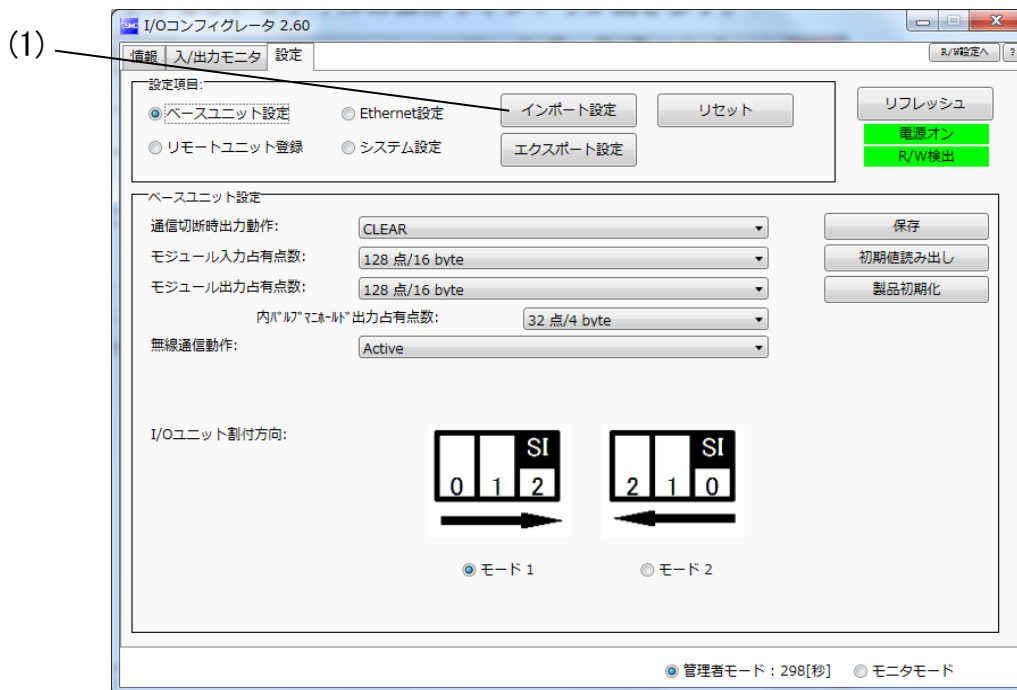 (1)
I/Oコンフィグレータ 2.60
情報 入/出力モニタ 設定 R/W設定へ ?
設定項目:
ベースユニット設定 Ethernet設定 インポート設定 リセット リフレッシュ
電源オン
リモートユニット登録 システム設定 エクスポート設定 R/W検出
ベースユニット設定
通信切断時出力動作: CLEAR 保存
モジュール入力占有点数: 128 点/16 byte 初期値読み出し
モジュール出力占有点数: 128 点/16 byte 製品初期化
内ﾊﾞﾙﾌﾞﾏﾆﾎｰﾙﾄﾞ出力占有点数: 32 点/4 byte
無線通信動作: Active
I/Oユニット割付方向:
SI SI
0 1 2 2 1 0
モード 1 モード 2
管理者モード：298[秒] モニタモード